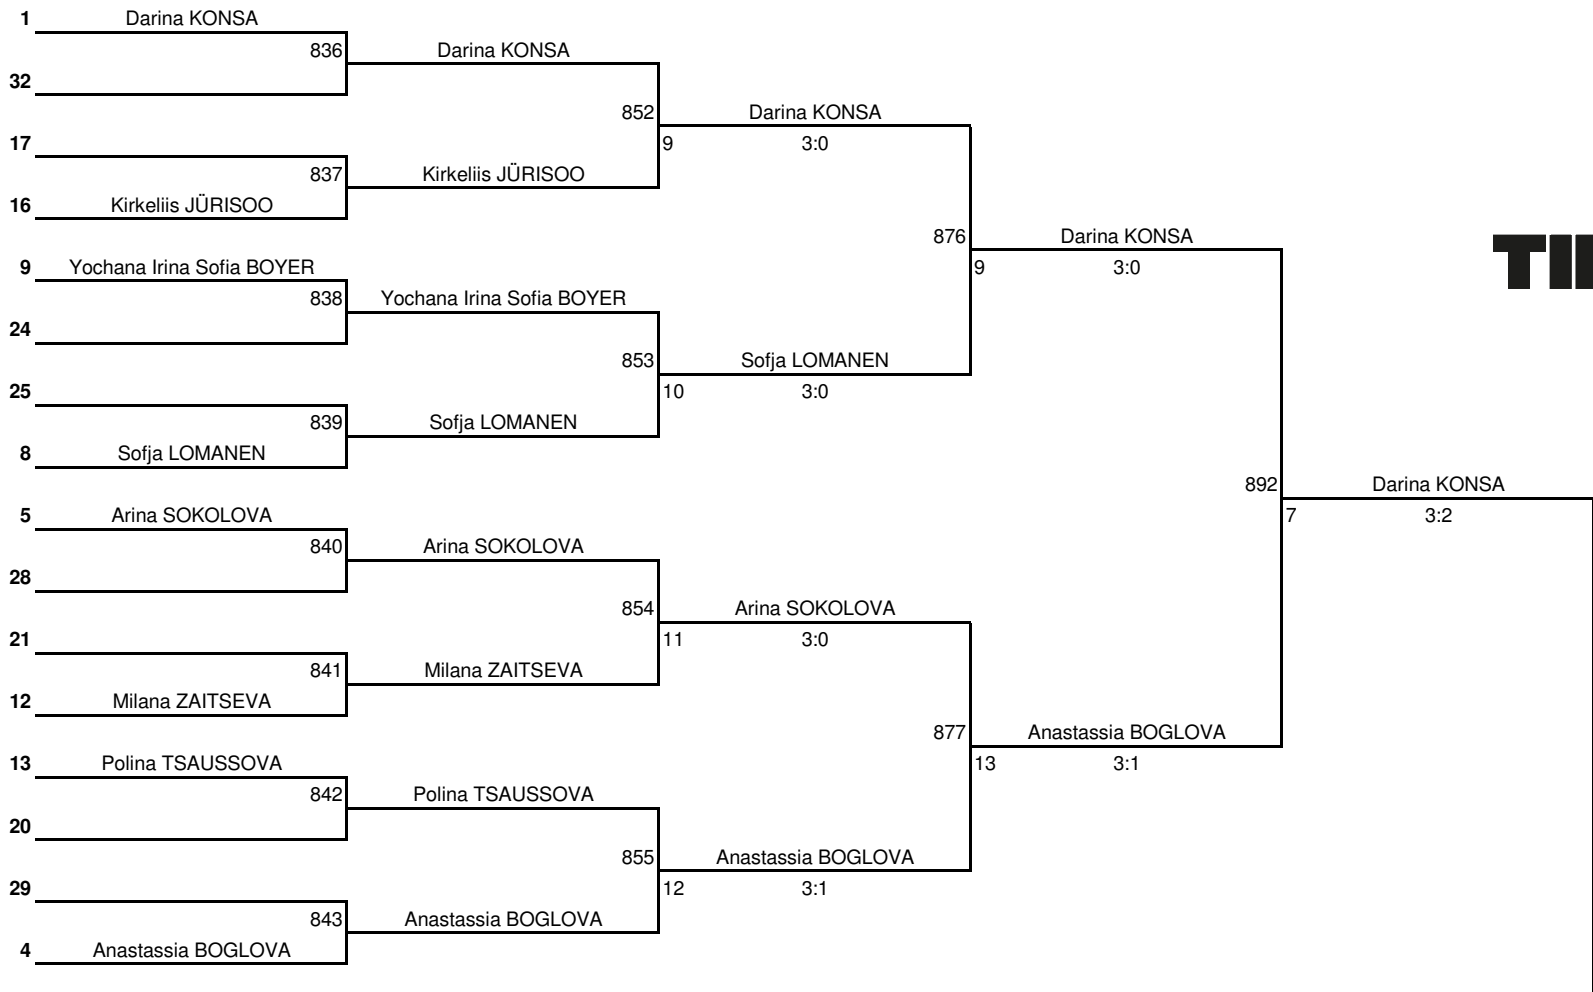 1 Darina KONSA
836 Darina KONSA
32
852 Darina KONSA
17 9 3:0
837 Kirkeliis JÜRISOO
16 Kirkeliis JÜRISOO
876 Darina KONSA
9 Yochana Irina Sofia BOYER 9 3:0
838 Yochana Irina Sofia BOYER
24
853 Sofja LOMANEN
25 10 3:0
839 Sofja LOMANEN
8 Sofja LOMANEN
892 Darina KONSA
5 Arina SOKOLOVA 7 3:2
840 Arina SOKOLOVA
28
854 Arina SOKOLOVA
21 11 3:0
841 Milana ZAITSEVA
12 Milana ZAITSEVA
877 Anastassia BOGLOVA
13 Polina TSAUSSOVA 13 3:1
842 Polina TSAUSSOVA
20
855 Anastassia BOGLOVA
29 12 3:1
843 Anastassia BOGLOVA
4 Anastassia BOGLOVA